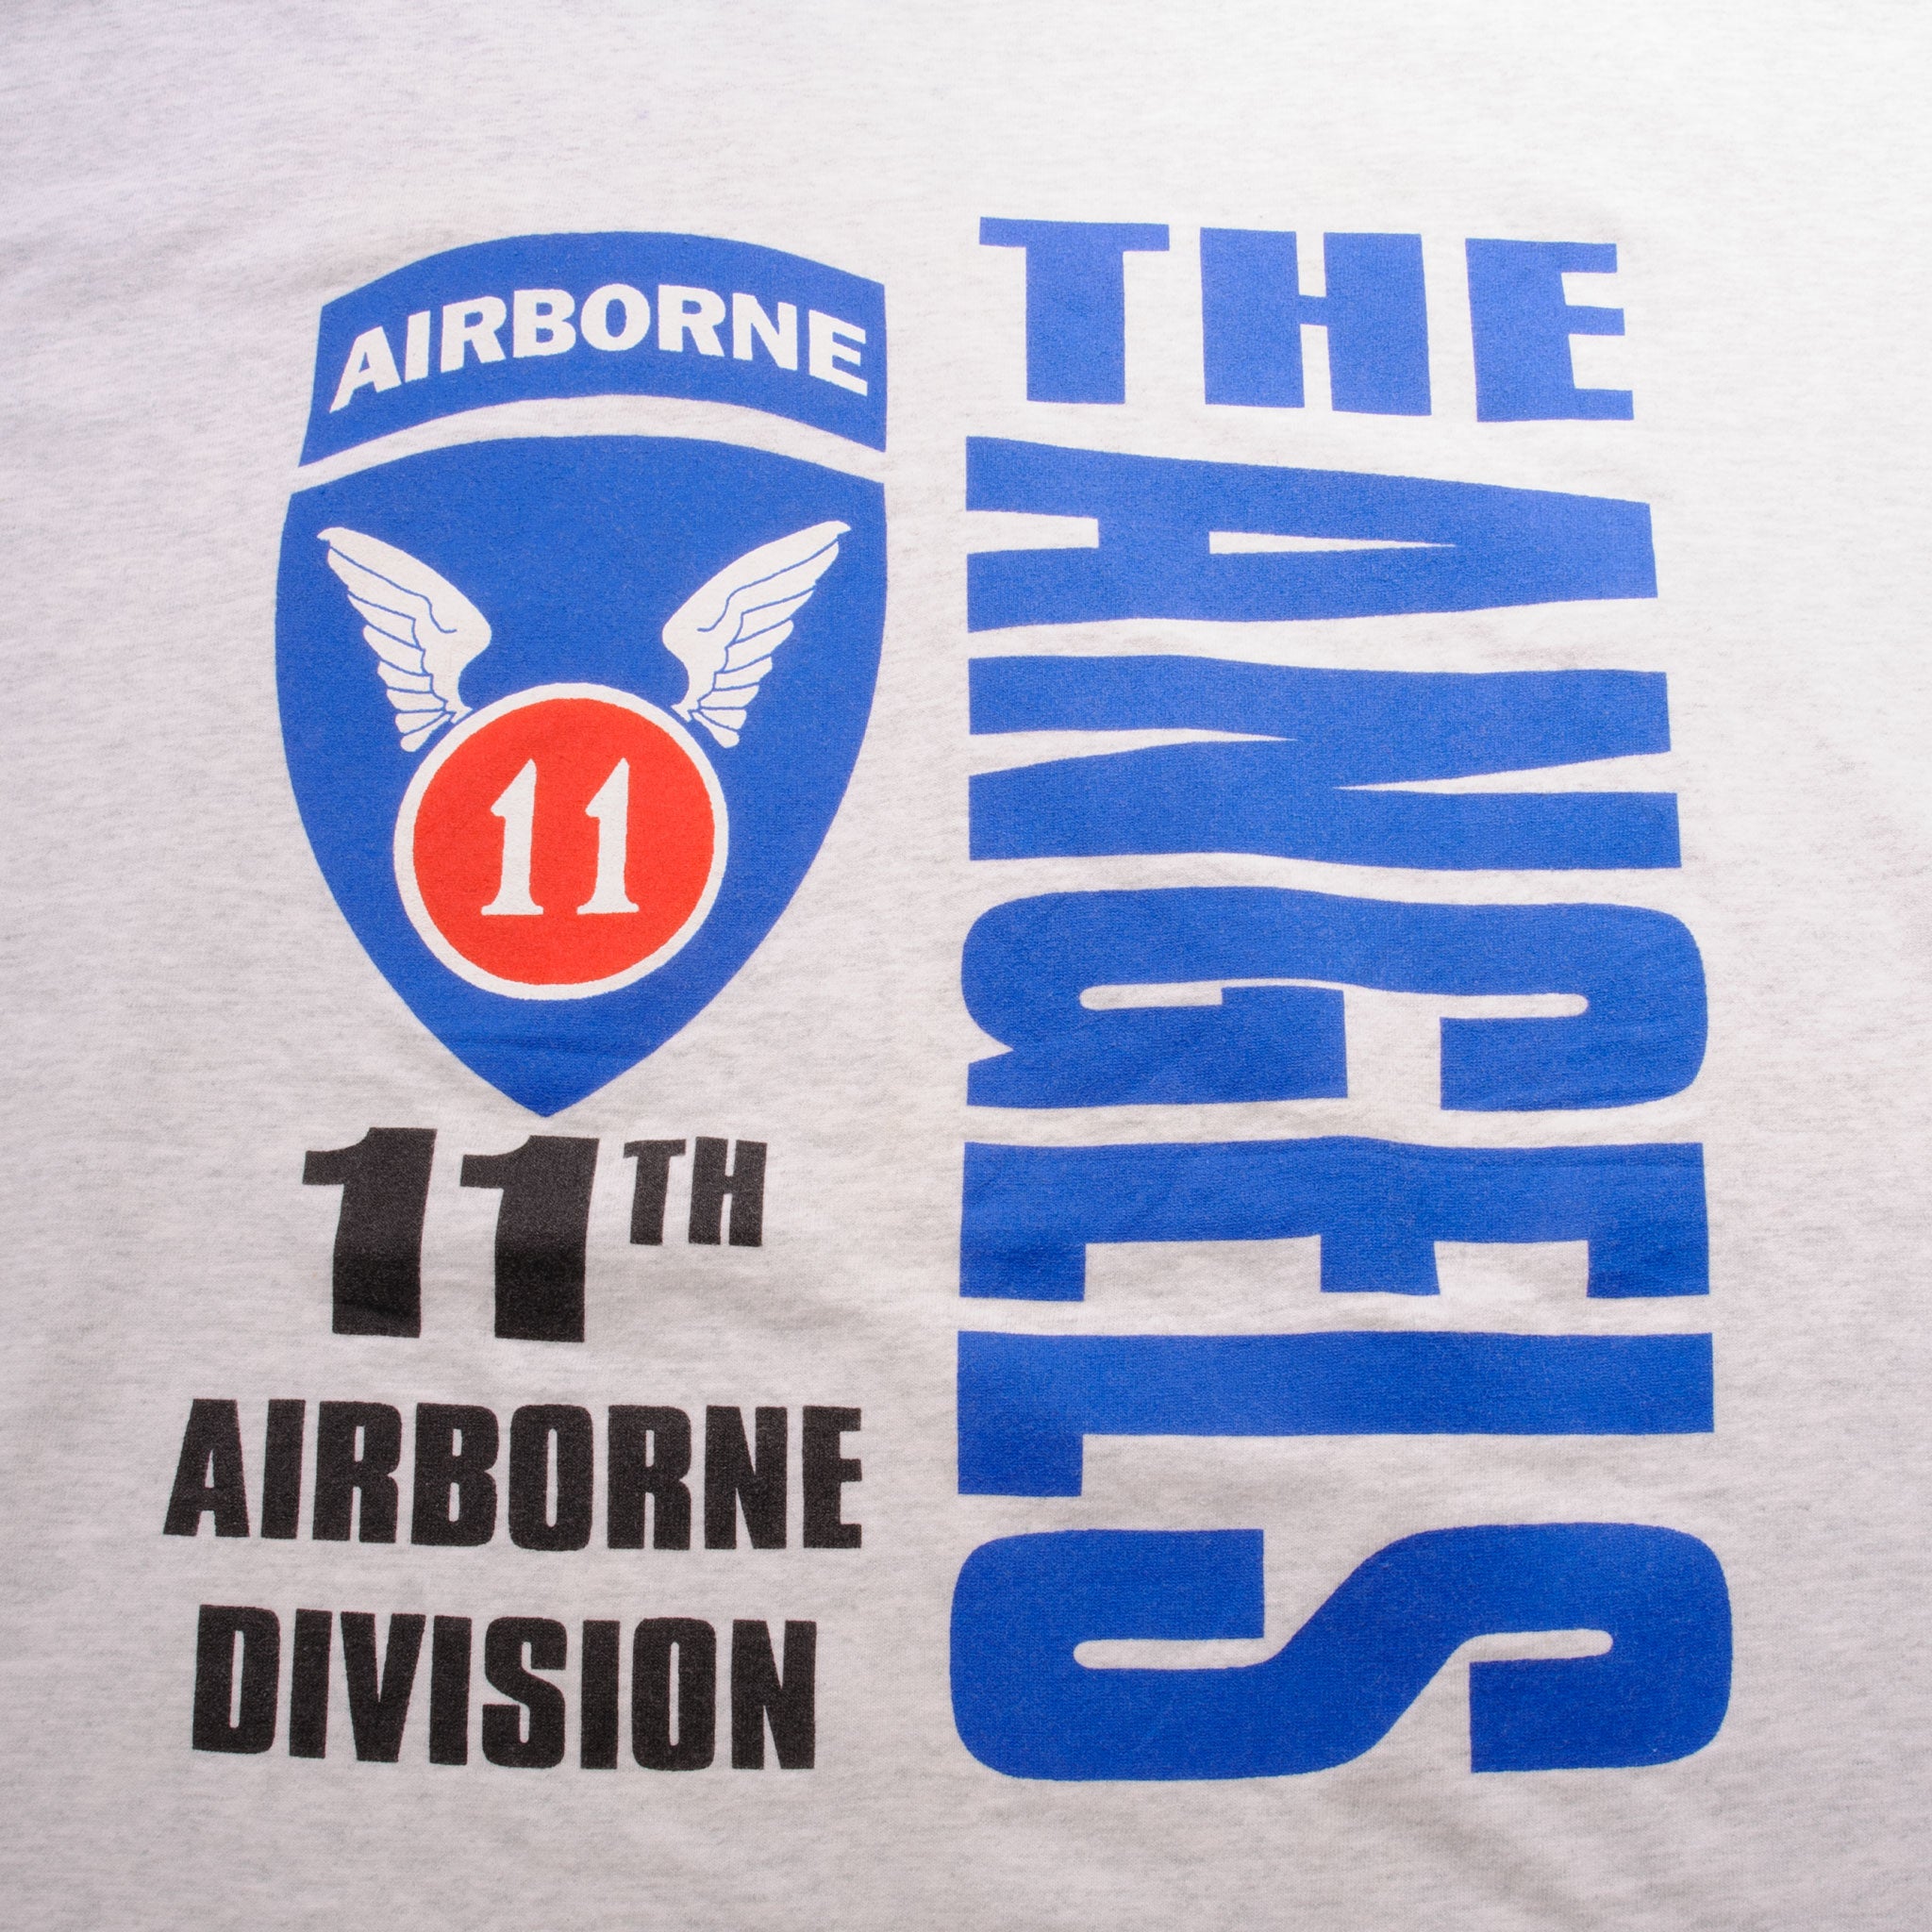 AIRBORNE
11
11TH
AIRBORNE
DIVISION
THE
ANGELS